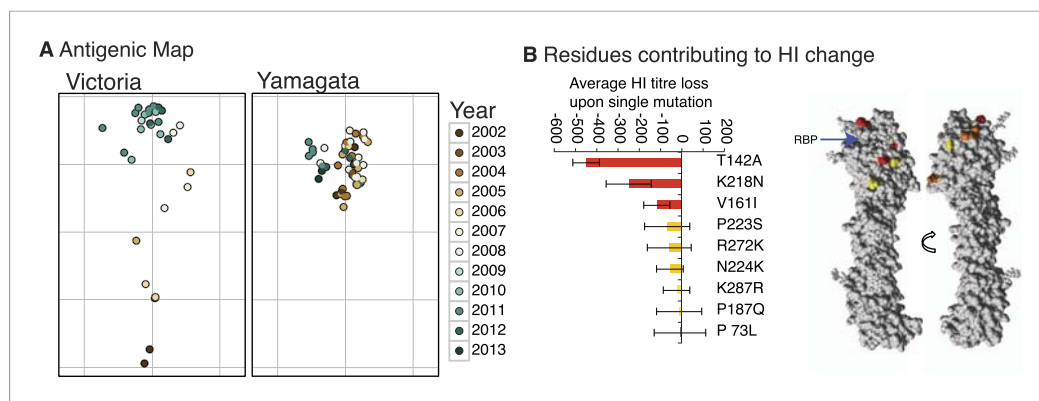 A Antigenic Map
Victoria
Yamagata
Year
2002
2003
2004
2005
2006
2007
2008
2009
2010
2011
2012
2013
B Residues contributing to HI change
Average HI titre loss
upon single mutation
-600
-500
-400
-300
-200
-100
0
100
200
T142A
K218N
V161I
P223S
R272K
N224K
K287R
P187Q
P 73L
RBP